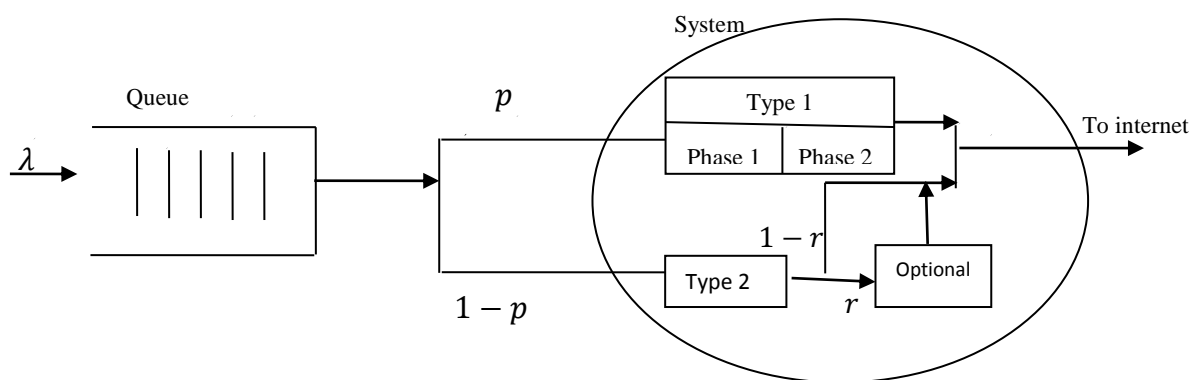 System
Queue
p
Type 1
To internet
λ
Phase 1
Phase 2
1 − r
Optional
Type 2
r
1 − p